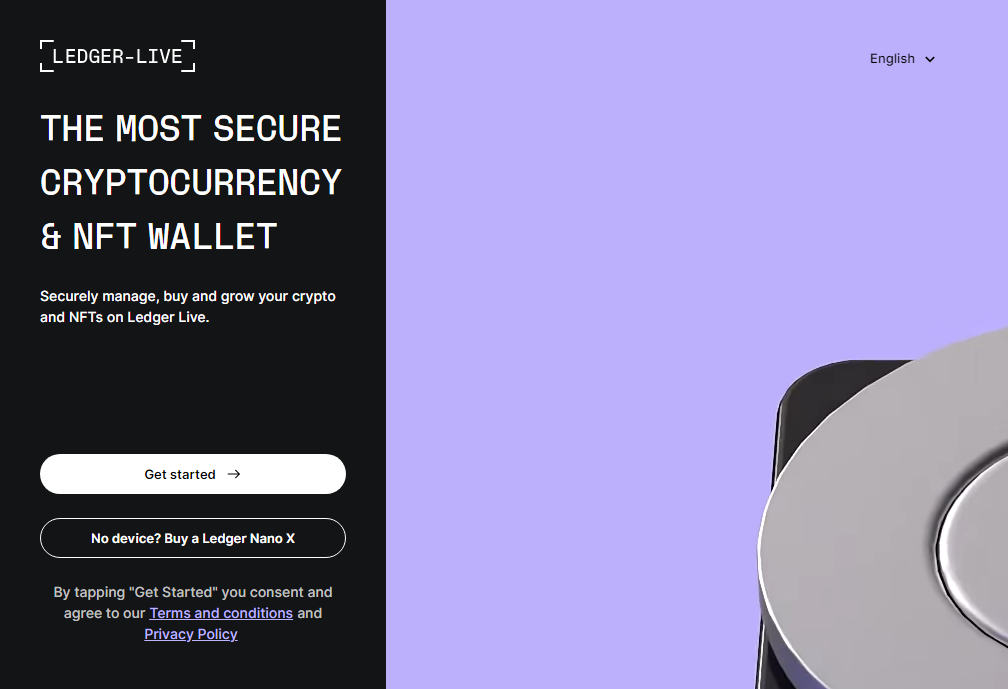 LEDGER-LIVE
English
THE MOST SECURE
CRYPTOCURRENCY
& NFT WALLET
Securely manage, buy and grow your crypto
and NFTs on Ledger Live.
Get started
No device? Buy a Ledger Nano X
By tapping "Get Started" you consent and
agree to our Terms and conditions and
Privacy Policy